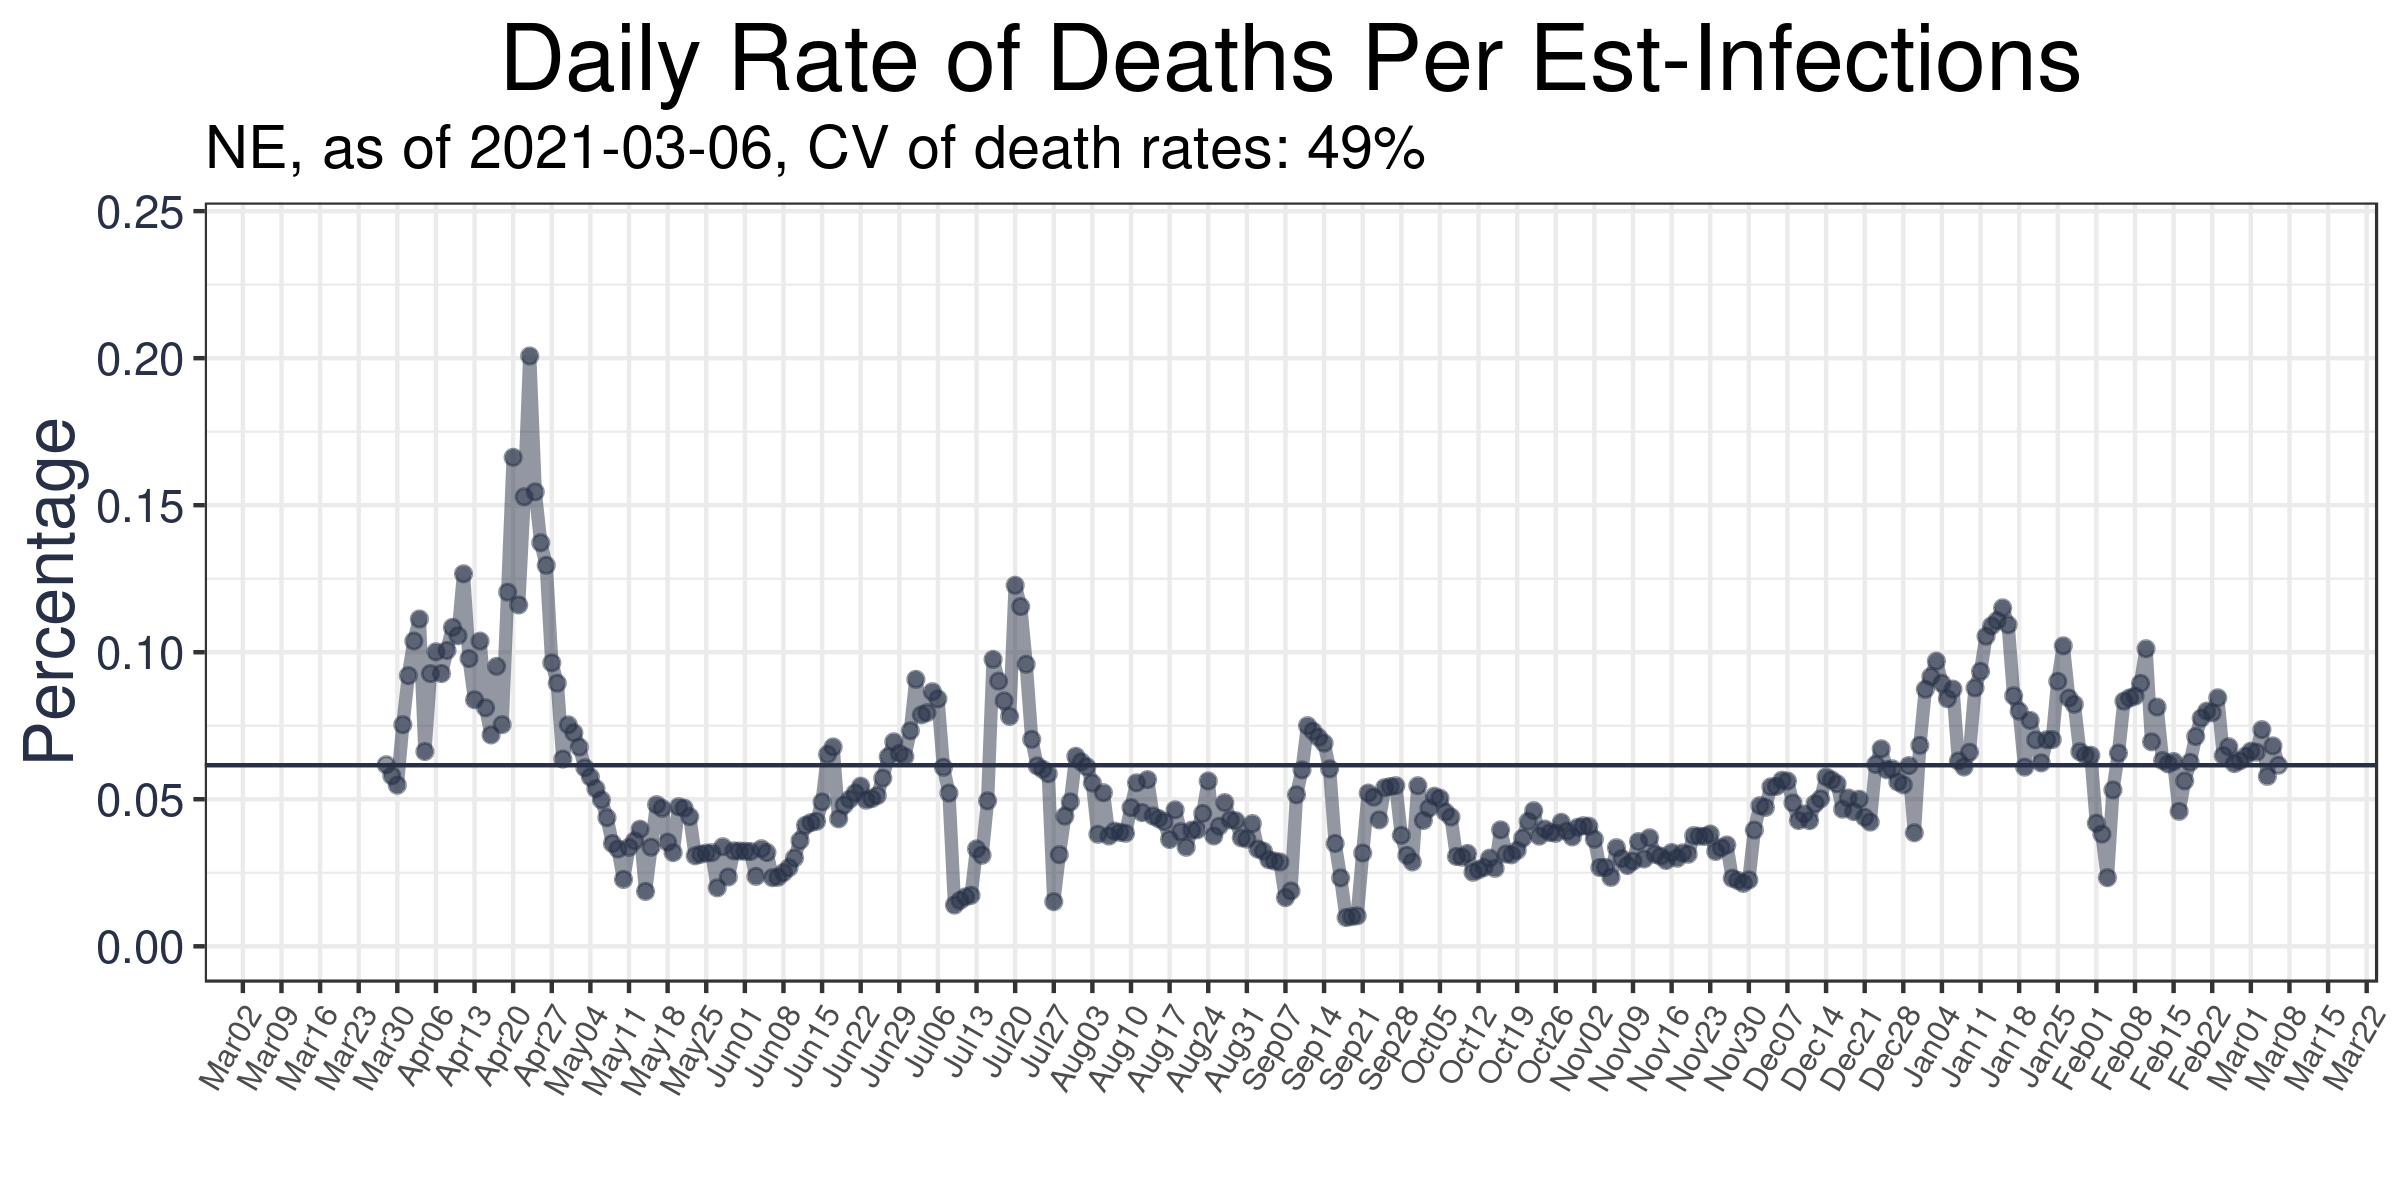 Daily Rate of Deaths Per Est-Infections
NE, as of 2021-03-06, CV of death rates: 49%
Percentage
0.25
0.20
0.15
0.10
0.05
0.00
Mar02
Mar09
Mar16
Mar23
Mar30
Apr06
Apr13
Apr20
Apr27
May04
May11
May18
May25
Jun01
Jun08
Jun15
Jun22
Jun29
Jul06
Jul13
Jul20
Jul27
Aug03
Aug10
Aug17
Aug24
Aug31
Sep07
Sep14
Sep21
Sep28
Oct05
Oct12
Oct19
Oct26
Nov02
Nov09
Nov16
Nov23
Nov30
Dec07
Dec14
Dec21
Dec28
Jan04
Jan11
Jan18
Jan25
Feb01
Feb08
Feb15
Feb22
Mar01
Mar08
Mar15
Mar22